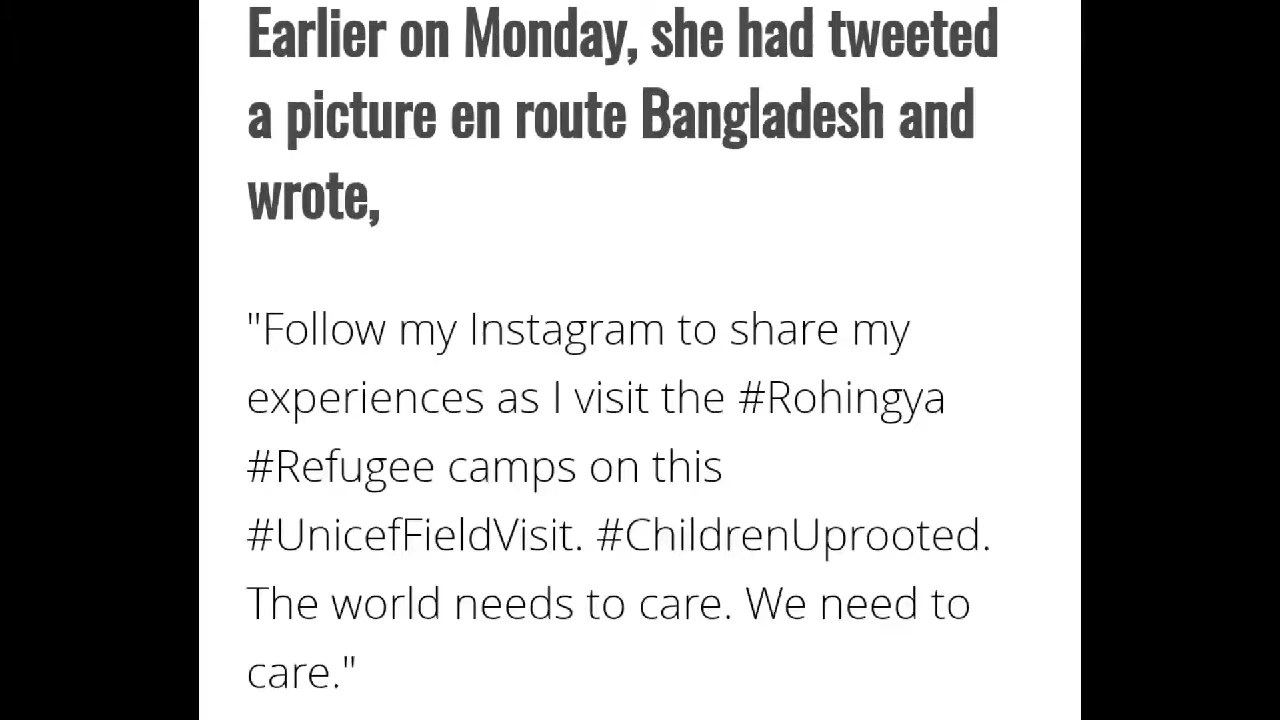 Earlier on Monday, she had tweeted
a picture en route Bangladesh and
wrote,
"Follow my Instagram to share my
experiences as I visit the #Rohingya
#Refugee camps on this
#UnicefFieldVisit. #ChildrenUprooted.
The world needs to care. We need to
care."